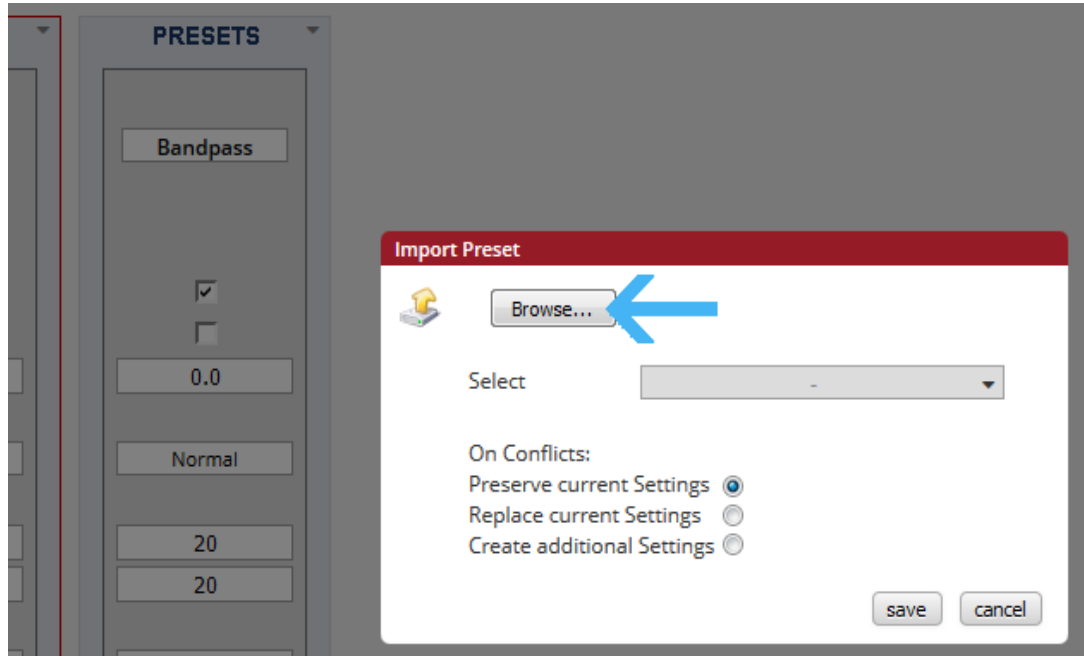 PRESETS
Bandpass
0.0
Normal
20
20
Import Preset
Browse...
Select
-
On Conflicts:
Preserve current Settings
Replace current Settings
Create additional Settings
save
cancel